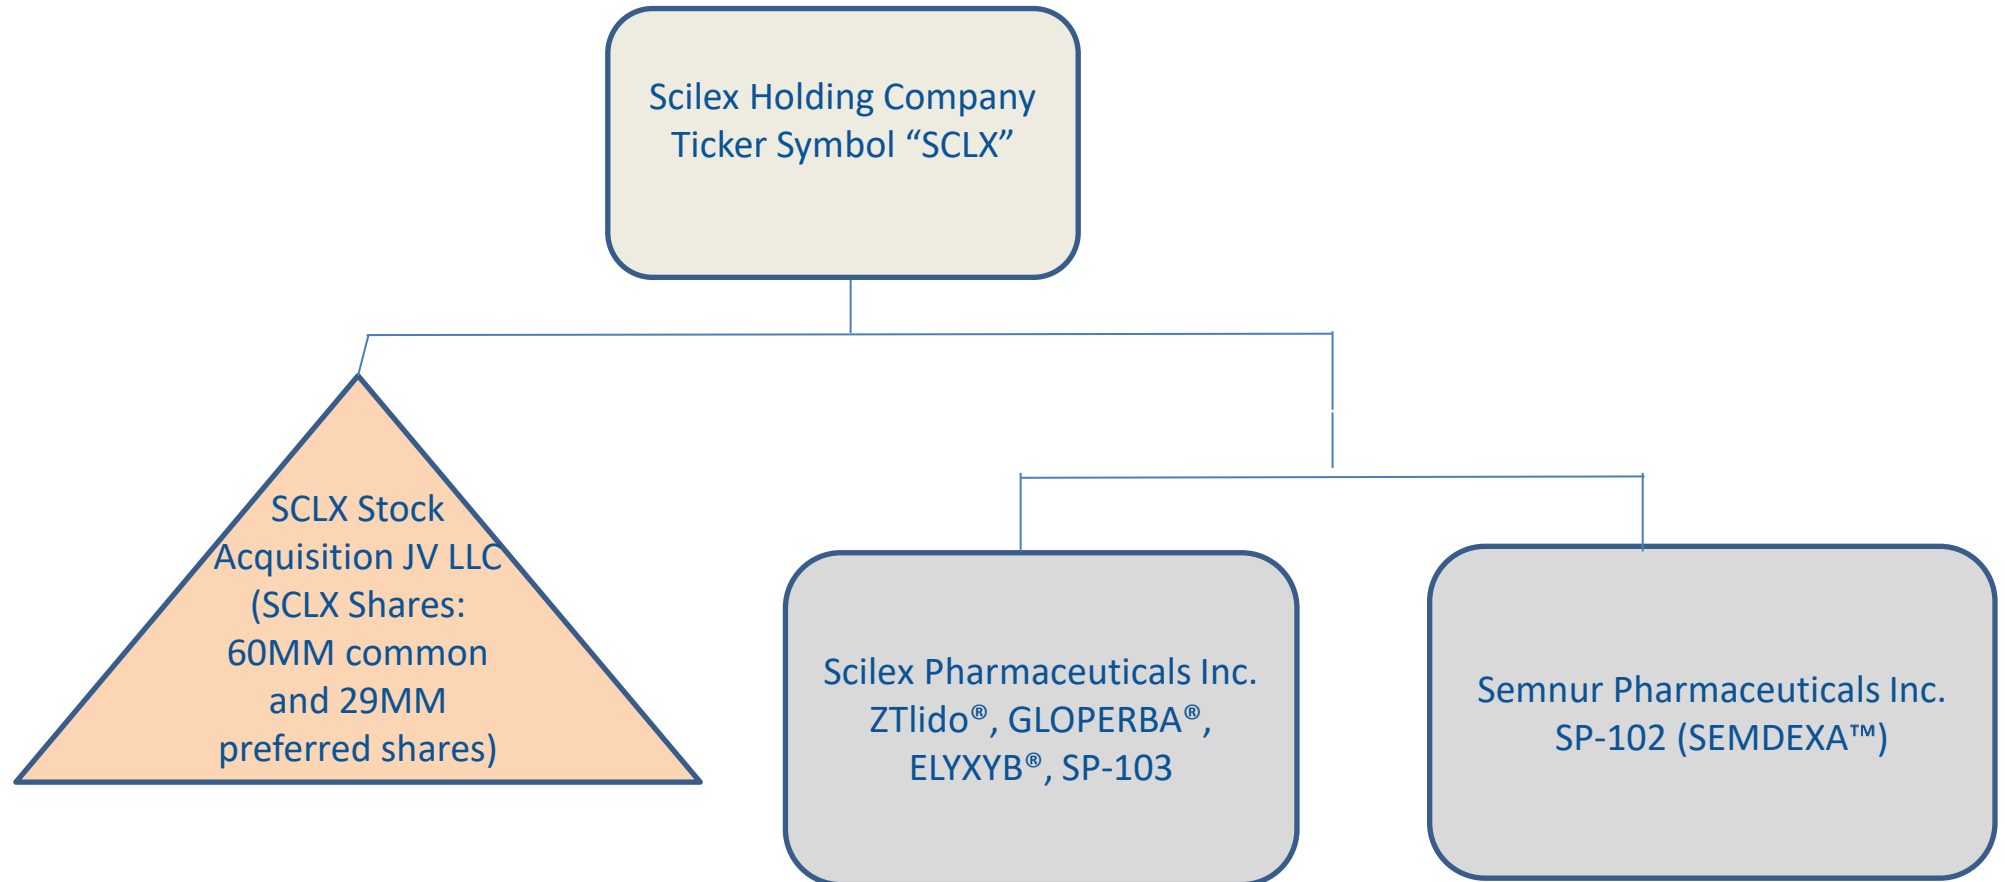 Scilex Holding Company
Ticker Symbol “SCLX”
SCLX Stock
Acquisition JV LLC
(SCLX Shares:
60MM common
and 29MM
preferred shares)
Scilex Pharmaceuticals Inc.
ZTlido®, GLOPERBA®,
ELYXYB®, SP-103
Semnur Pharmaceuticals Inc.
SP-102 (SEMDEXA™)